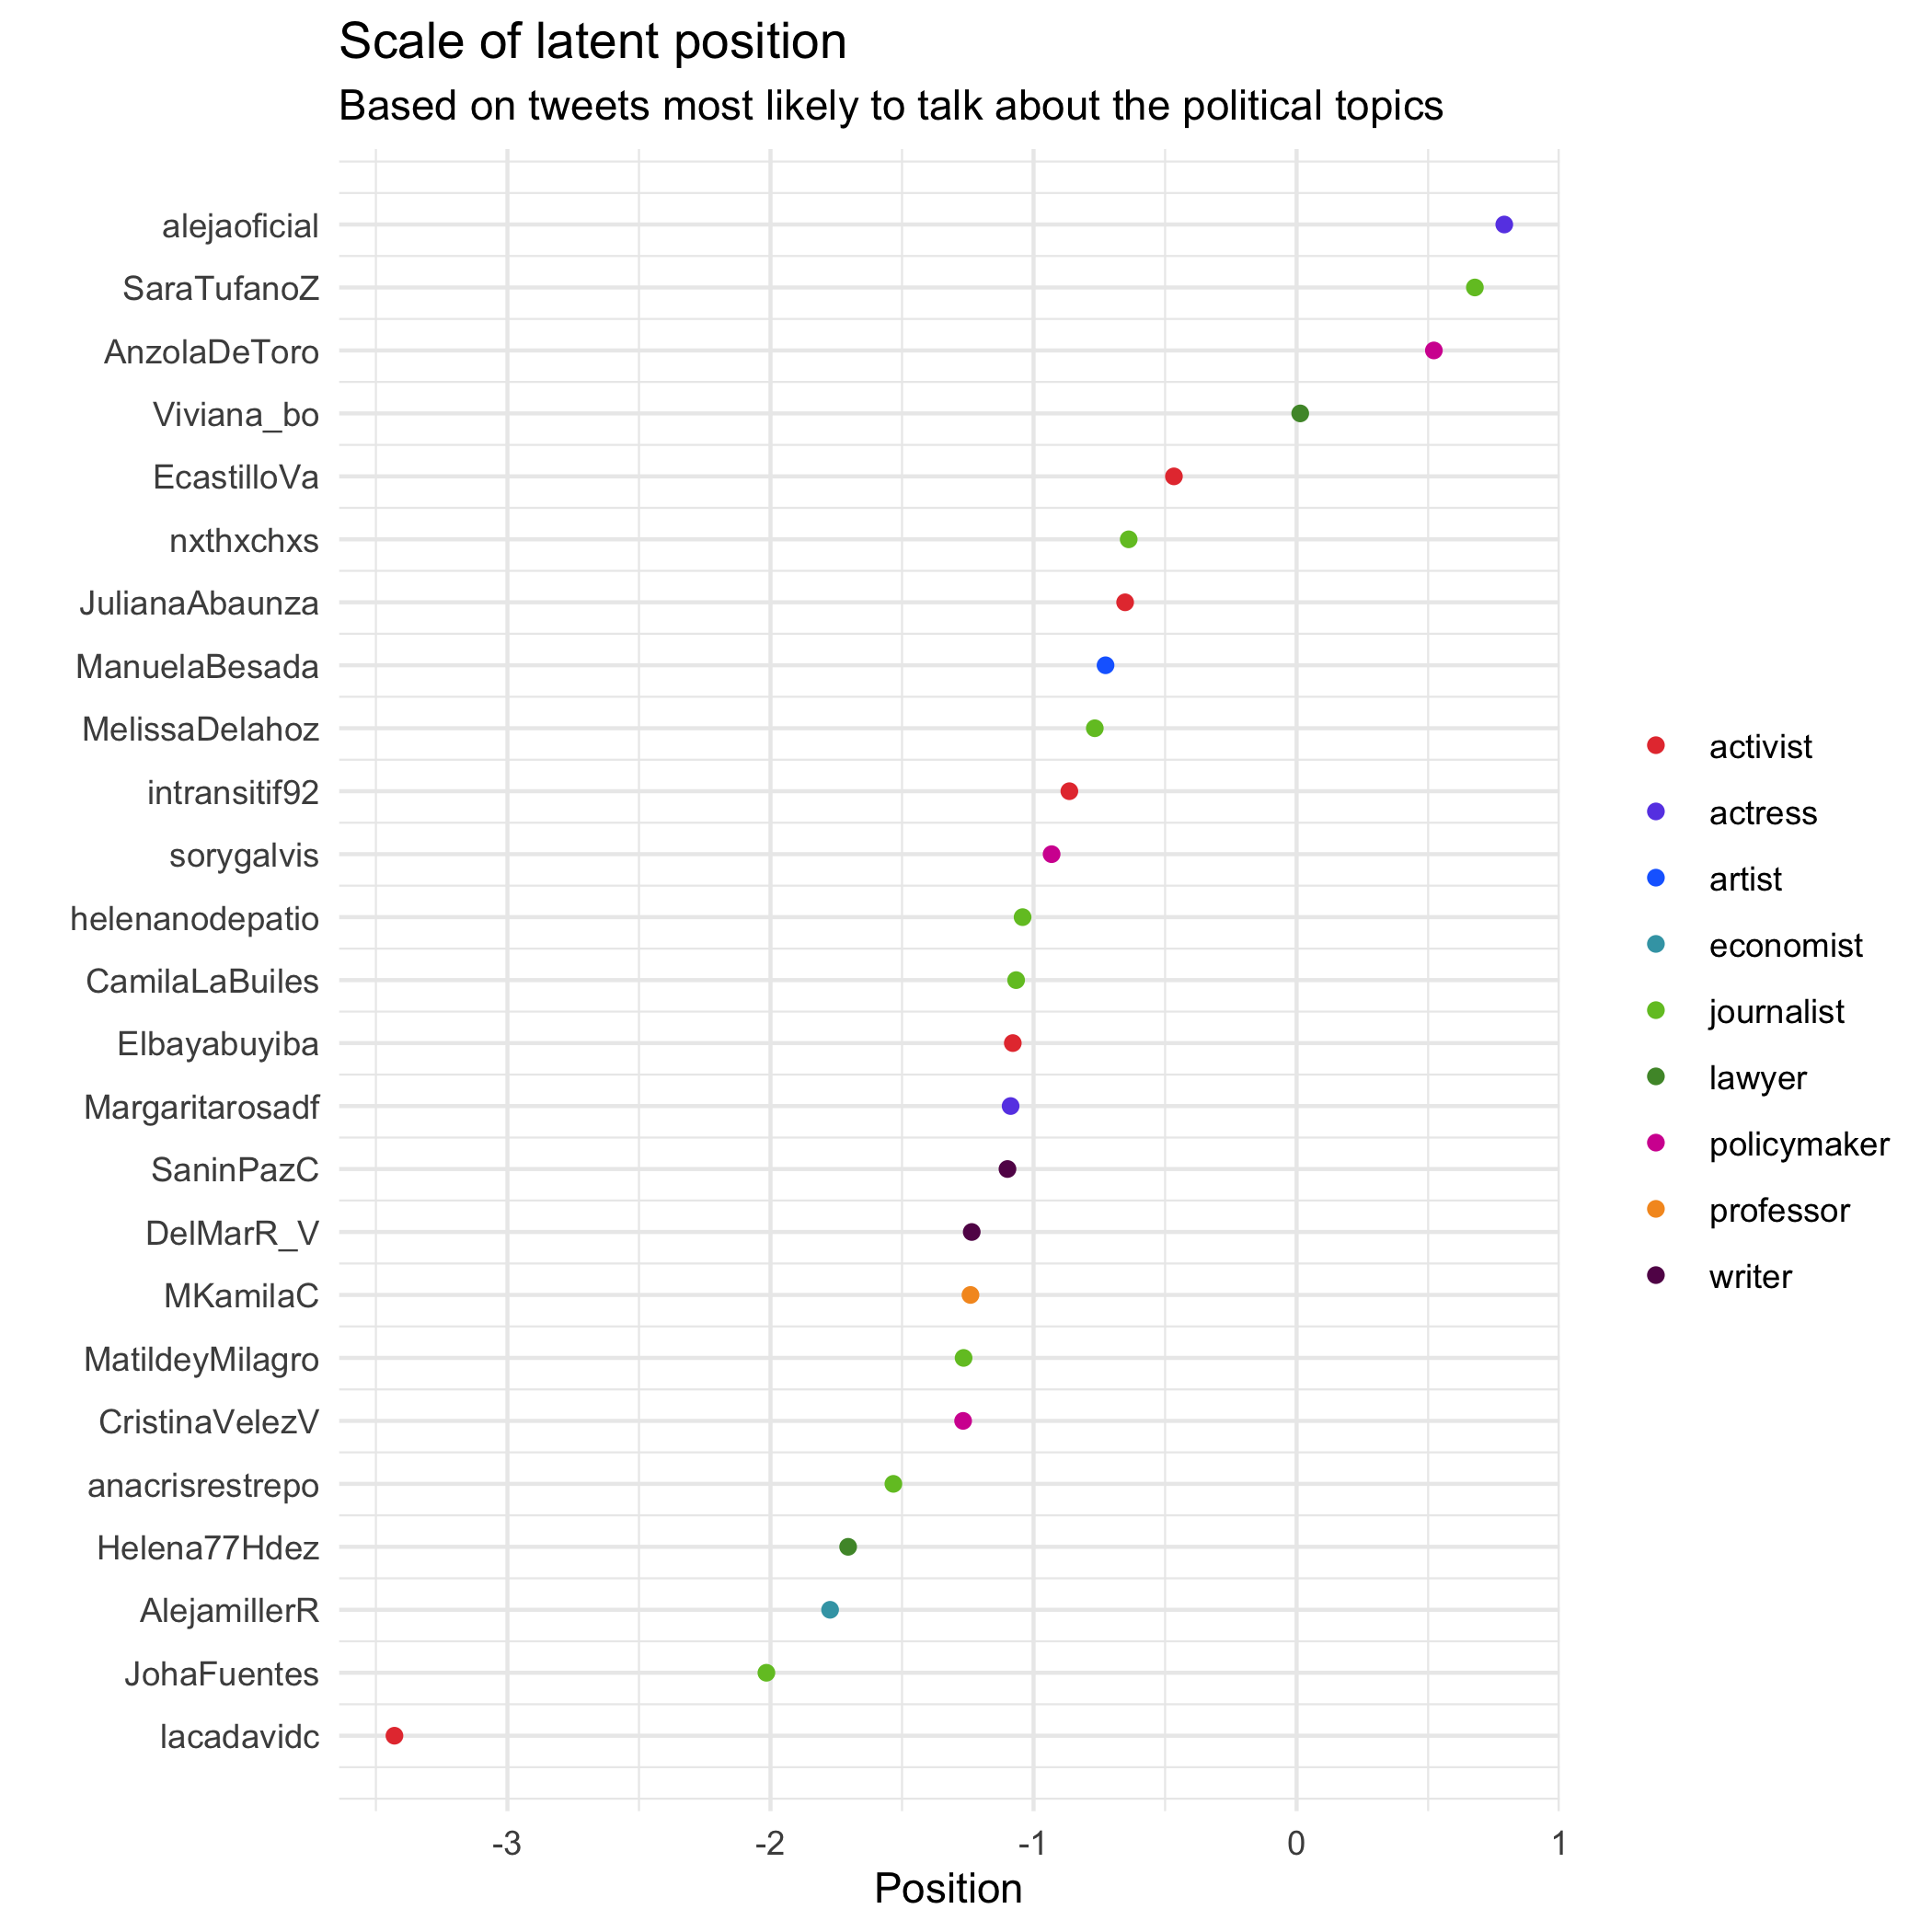 Scale of latent position
Based on tweets most likely to talk about the political topics
alejaoficial
SaraTufanoZ
AnzolaDeToro
Viviana_bo
EcastilloVa
nxthxchxs
JulianaAbaunza
ManuelaBesada
MelissaDelahoz
intransitif92
sorygalvis
helenanodepatio
CamilaLaBuiles
Elbayabuyiba
Margaritarosadf
SaninPazC
DelMarR_V
MKamilaC
MatildeyMilagro
CristinaVelezV
anacrisrestrepo
Helena77Hdez
AlejamillerR
JohaFuentes
lacadavidc
-3 -2 -1 0 1
Position
activist
actress
artist
economist
journalist
lawyer
policymaker
professor
writer